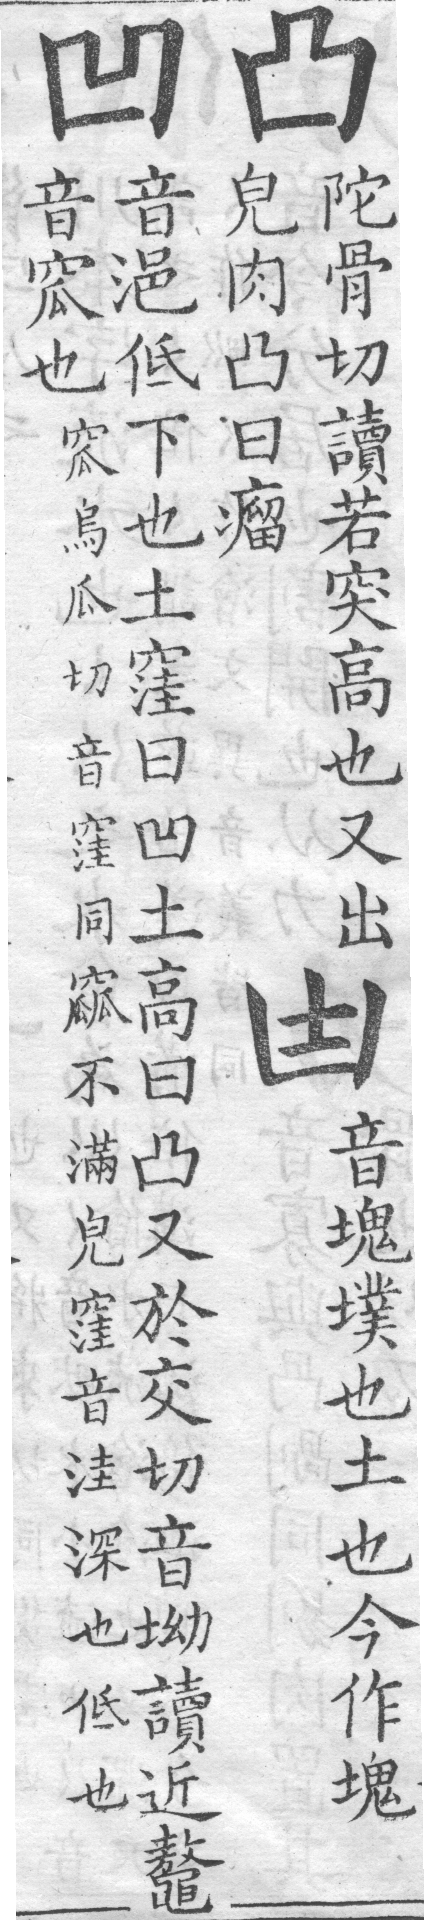 凸
陀骨切讀若突高也又出
皃肉凸曰瘤
凷
音塊墣也土也今作塊
凹
音浥低下也土窪曰凹土高曰凸又於交切音坳讀近鼇
音窊也
窊烏瓜切音窪同窳不滿皃窪音洼深也低也